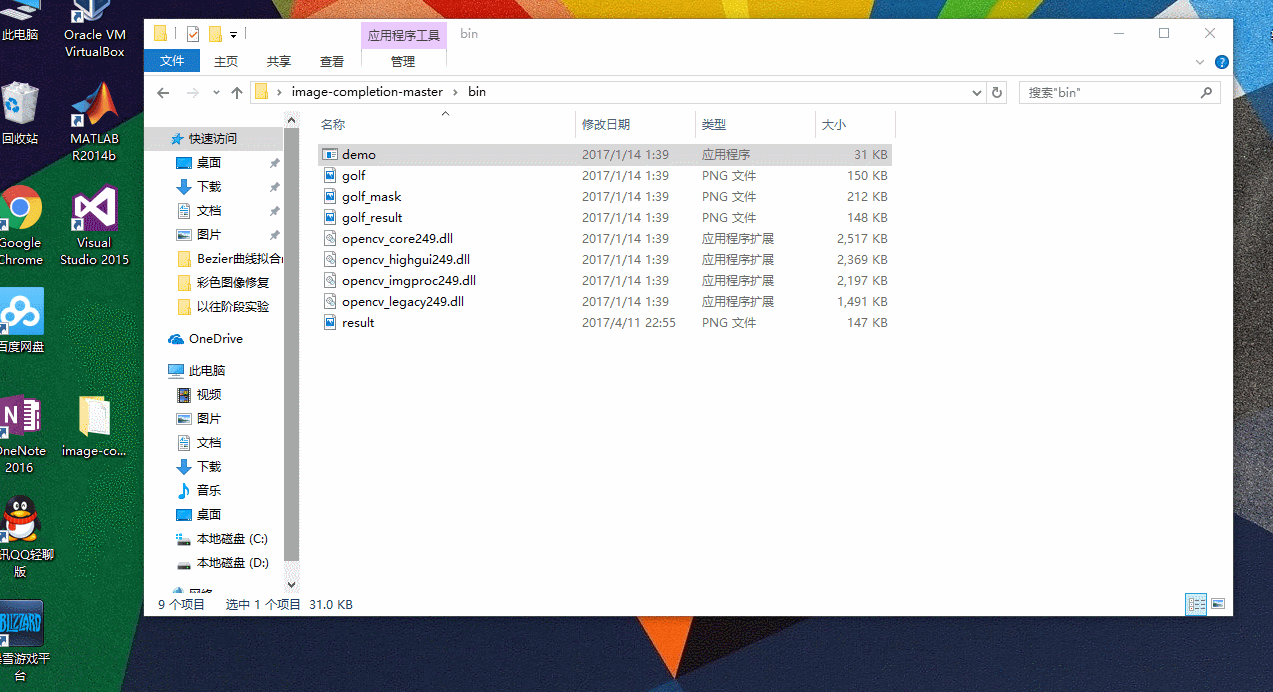 此电脑
Oracle VM
VirtualBox
回收站
MATLAB
R2014b
Google
Chrome
Visual
Studio 2015
百度网盘
OneNote
2016
image-co...
讯QQ轻聊
版
BLIZZARD
雪游戏平
台
应用程序工具
bin
文件
主页
共享
查看
管理
image-completion-master
bin
搜索"bin"
快速访问
桌面
下载
文档
图片
Bezier曲线拟合
彩色图像修复
以往阶段实验
OneDrive
此电脑
视频
图片
文档
下载
音乐
桌面
本地磁盘 (C:)
本地磁盘 (D:)
网络
名称 修改日期 类型 大小
demo 2017/1/14 1:39 应用程序 31 KB
golf 2017/1/14 1:39 PNG 文件 150 KB
golf_mask 2017/1/14 1:39 PNG 文件 212 KB
golf_result 2017/1/14 1:39 PNG 文件 148 KB
opencv_core249.dll 2017/1/14 1:39 应用程序扩展 2,517 KB
opencv_highgui249.dll 2017/1/14 1:39 应用程序扩展 2,369 KB
opencv_imgproc249.dll 2017/1/14 1:39 应用程序扩展 2,197 KB
opencv_legacy249.dll 2017/1/14 1:39 应用程序扩展 1,491 KB
result 2017/4/11 22:55 PNG 文件 147 KB
9 个项目 选中 1 个项目 31.0 KB